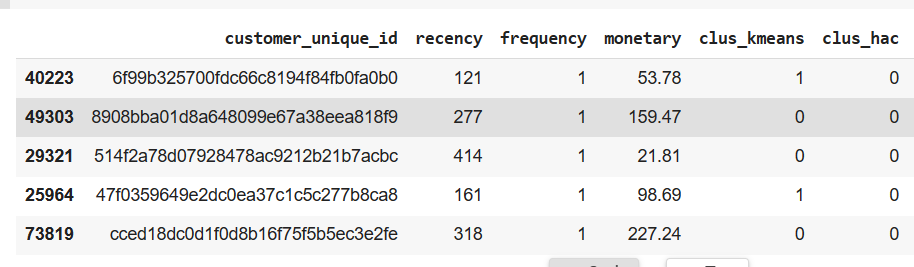 customer_unique_id recency frequency monetary clus_kmeans clus_hac
40223 6f99b325700fdc66c8194f84fb0fa0b0 121 1 53.78 1 0
49303 8908bba01d8a648099e67a38eea818f9 277 1 159.47 0 0
29321 514f2a78d07928478ac9212b21b7acbc 414 1 21.81 0 0
25964 47f0359649e2dc0ea37c1c5c277b8ca8 161 1 98.69 1 0
73819 cced18dc0d1f0d8b16f75f5b5ec3e2fe 318 1 227.24 0 0